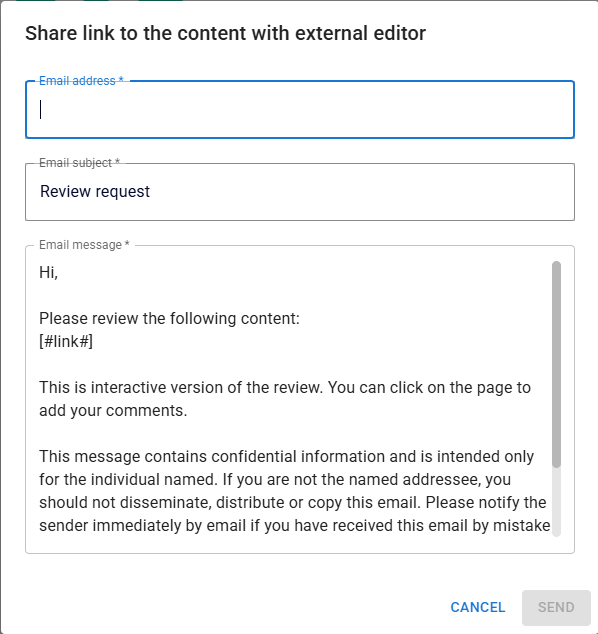 Share link to the content with external editor
Email address *
Email subject *
Review request
Email message *
Hi,
Please review the following content:
[#link#]
This is interactive version of the review. You can click on the page to
add your comments.
This message contains confidential information and is intended only
for the individual named. If you are not the named addressee, you
should not disseminate, distribute or copy this email. Please notify the
sender immediately by email if you have received this email by mistake
CANCEL
SEND